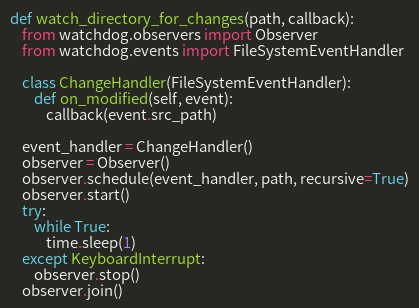 def watch_directory_for_changes(path, callback):
    from watchdog.observers import Observer
    from watchdog.events import FileSystemEventHandler

    class ChangeHandler(FileSystemEventHandler):
        def on_modified(self, event):
            callback(event.src_path)

    event_handler = ChangeHandler()
    observer = Observer()
    observer.schedule(event_handler, path, recursive=True)
    observer.start()
    try:
        while True:
            time.sleep(1)
    except KeyboardInterrupt:
        observer.stop()
    observer.join()